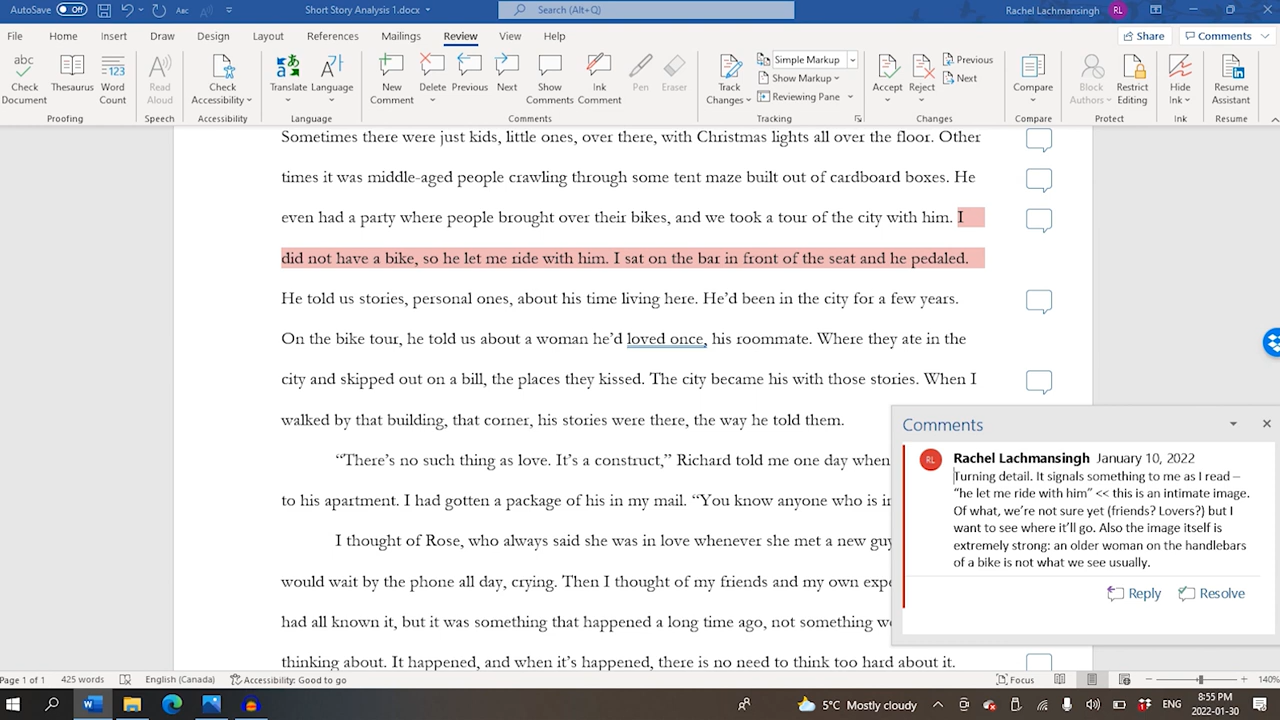 AutoSave Off Short Story Analysis 1.docx Search (Alt+Q) Rachel Lachmansingh RL
File Home Insert Draw Design Layout References Mailings Review View Help Share Comments
abc Check Document Thesaurus 123 Word Count Read Aloud Check Accessibility Translate Language New Comment Delete Previous Next Show Comments Ink Comment Pen Eraser Track Changes Simple Markup Show Markup Reviewing Pane Accept Reject Previous Next Compare Block Authors Restrict Editing Hide Ink Resume Assistant
Proofing Speech Accessibility Language Comments Tracking Changes Compare Protect Ink Resume
Sometimes there were just kids, little ones, over there, with Christmas lights all over the floor. Other
times it was middle-aged people crawling through some tent maze built out of cardboard boxes. He
even had a party where people brought over their bikes, and we took a tour of the city with him. I
did not have a bike, so he let me ride with him. I sat on the bar in front of the seat and he pedaled.
He told us stories, personal ones, about his time living here. He’d been in the city for a few years.
On the bike tour, he told us about a woman he’d loved once, his roommate. Where they ate in the
city and skipped out on a bill, the places they kissed. The city became his with those stories. When I
walked by that building, that corner, his stories were there, the way he told them.
“There’s no such thing as love. It’s a construct,” Richard told me one day when
to his apartment. I had gotten a package of his in my mail. “You know anyone who is
I thought of Rose, who always said she was in love whenever she met a new
would wait by the phone all day, crying. Then I thought of my friends and my own
had all known it, but it was something that happened a long time ago, not something
thinking about. It happened, and when it’s happened, there is no need to think too hard about it.
Comments
RL Rachel Lachmansingh January 10, 2022
Turning detail. It signals something to me as I read –
“he let me ride with him” << this is an intimate image.
Of what, we’re not sure yet (friends? Lovers?) but I
want to see where it’ll go. Also the image itself is
extremely strong: an older woman on the handlebars
of a bike is not what we see usually.
Reply Resolve
Page 1 of 1 425 words English (Canada) Accessibility: Good to go Focus 140%
5°C Mostly cloudy 8:55 PM
2022-01-30